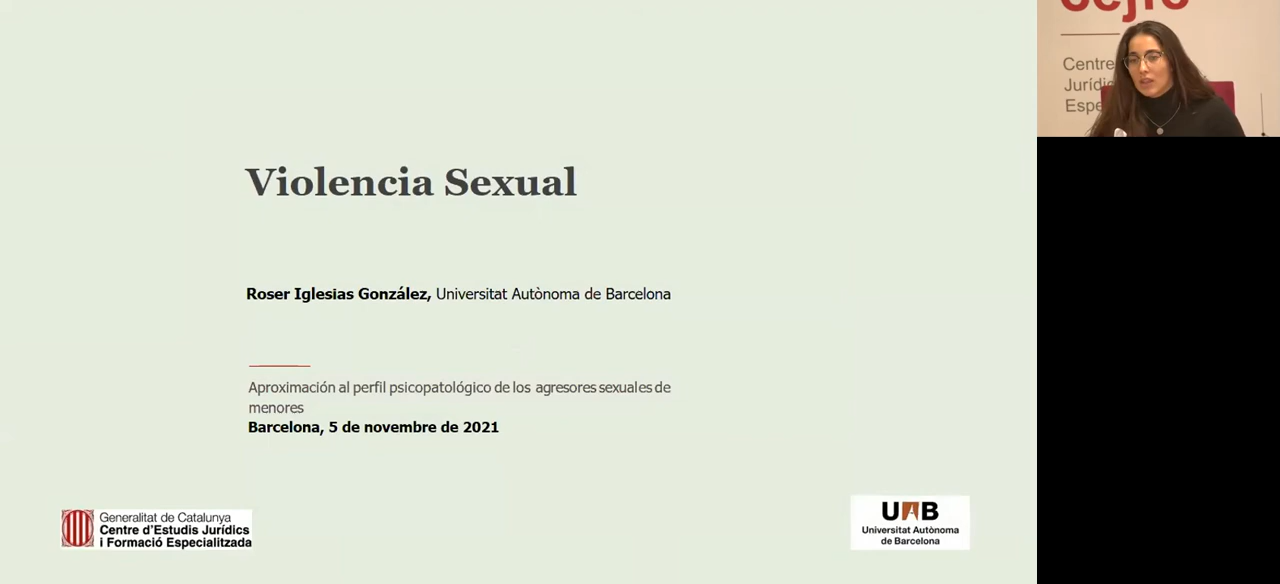 Violencia Sexual
Roser Iglesias González, Universitat Autònoma de Barcelona
Aproximación al perfil psicopatológico de los agresores sexuales de
menores
Barcelona, 5 de novembre de 2021
Generalitat de Catalunya
Centre d'Estudis Jurídics
i Formació Especialitzada
UAB
Universitat Autònoma
de Barcelona
cejfe
Centre